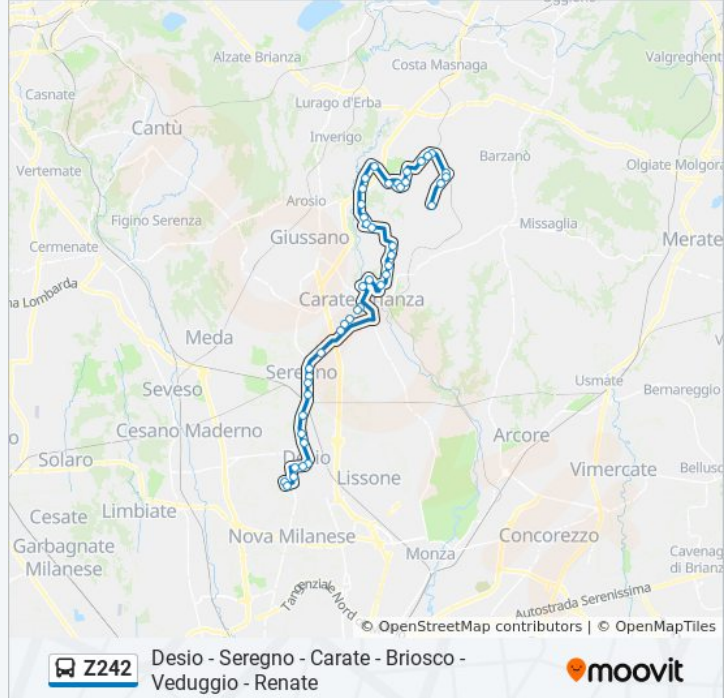 Costa Masnaga
Valgreghent
Alzate Brianza
Casnate
Lurago d'Erba
Cantù
Inverigo
Barzanò
Olgiate Molgora
Vertemate
Arosio
Figino Serenza
Missaglia
Giussano
Merate
Cermenate
na Lombarda
Carate Brianza
Meda
Seregno
Usmate
Seveso
Bernareggio
Cesano Maderno
Arcore
Solaro
Desio
Vimercate
Bellus
Lissone
Limbiate
Cesate
Concorezzo
Nova Milanese
Garbagnate
Milanese
Monza
Cavenag
di Brianz
Tangenziale Nord
Autostrada Serenissima
© OpenStreetMap contributors | © OpenMapTiles
Z242
Desio - Seregno - Carate - Briosco -
Veduggio - Renate
moovit